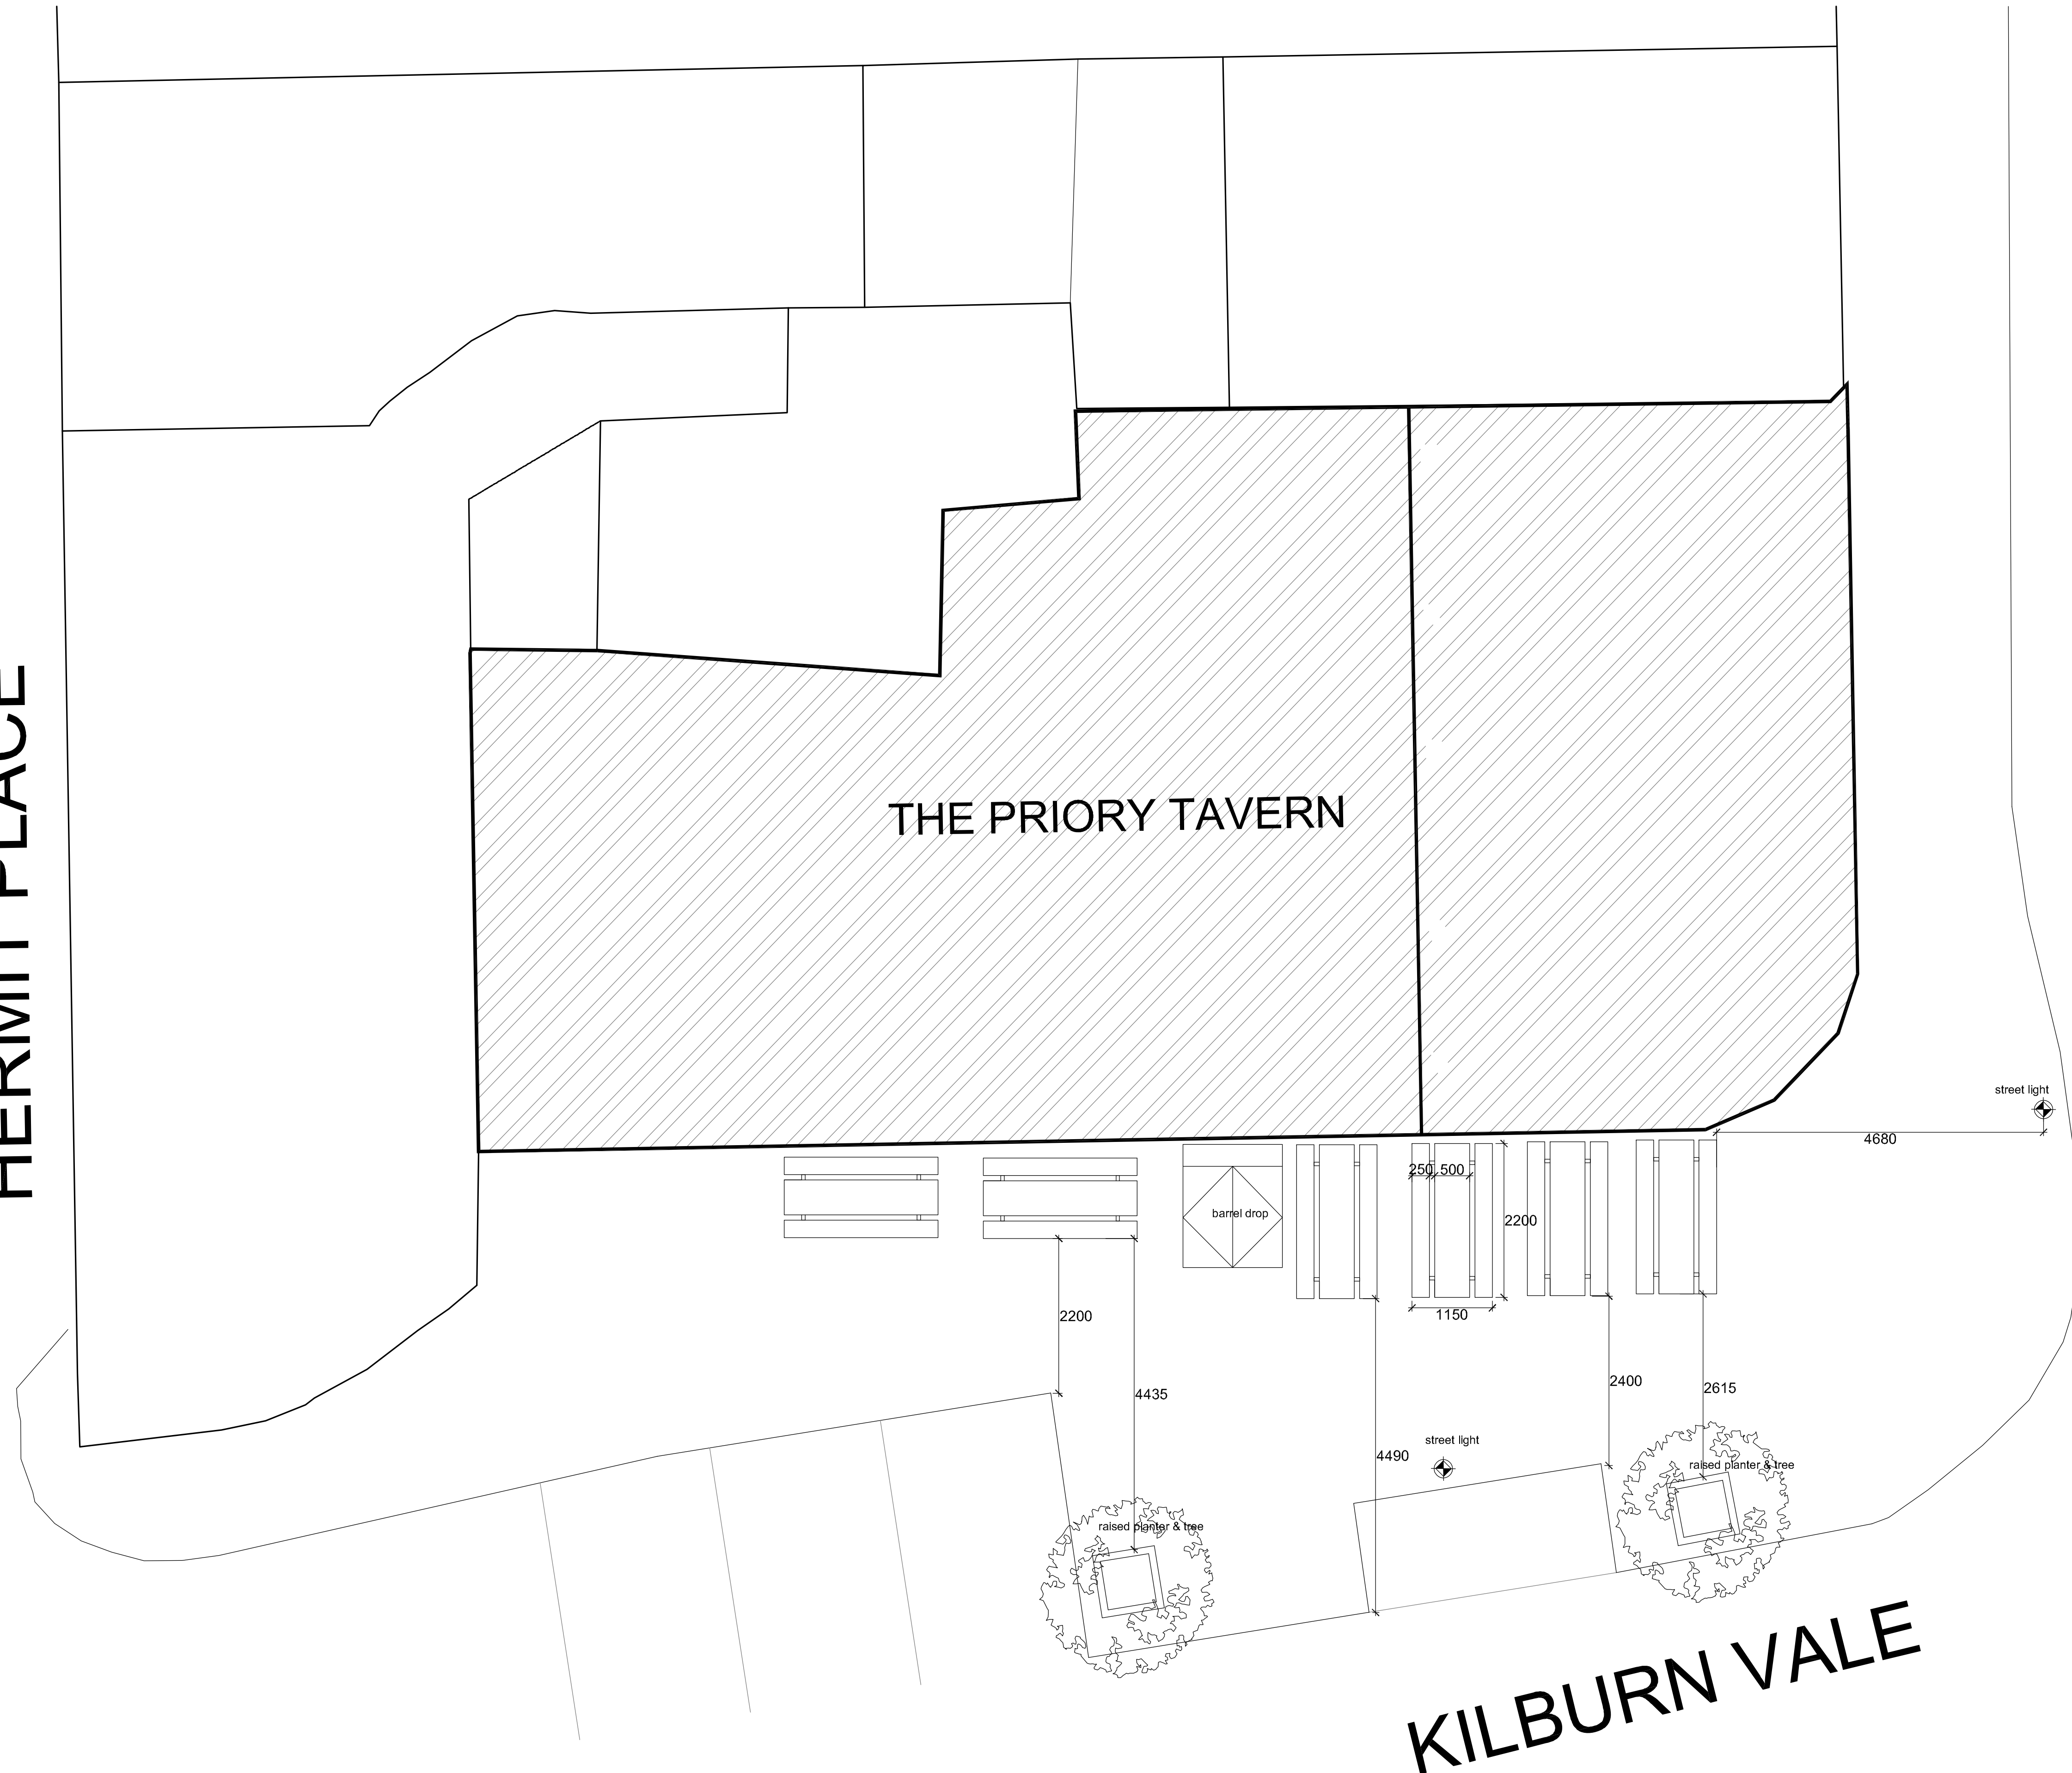 HERMIT PLACE
THE PRIORY TAVERN
street light
4680
250 500
barrel drop
2200
1150
2200
2400
2615
4435
street light
4490
raised planter & tree
raised planter & tree
KILBURN VALE